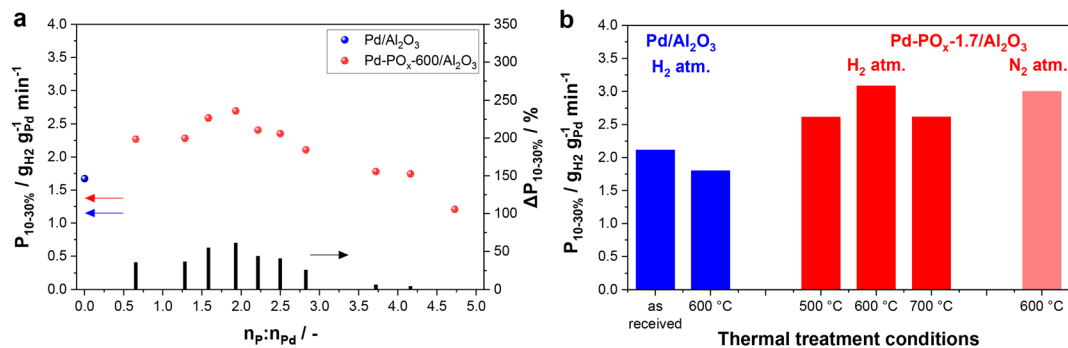 a
4.0
3.5
3.0
2.5
2.0
1.5
1.0
0.5
0.0
P10-30% / gH2 g-1Pd min-1
Pd/Al2O3
Pd-POx-600/Al2O3
350
300
250
200
150
100
50
0
ΔP10-30% / %
0.0 0.5 1.0 1.5 2.0 2.5 3.0 3.5 4.0 4.5 5.0
nP:nPd / -
b
4.0
3.5
3.0
2.5
2.0
1.5
1.0
0.5
0.0
P10-30% / gH2 g-1Pd min-1
Pd/Al2O3 Pd-POx-1.7/Al2O3
H2 atm. H2 atm. N2 atm.
as 600 °C 500 °C 600 °C 700 °C 600 °C
received
Thermal treatment conditions